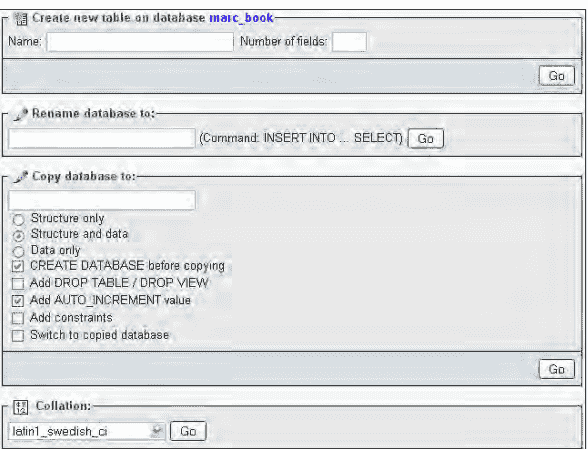 Create new table on database marc_book
Name: Number of fields:
Go
Rename database to:
(Command: INSERT INTO ... SELECT) Go
Copy database to:
Structure only
Structure and data
Data only
CREATE DATABASE before copying
Add DROP TABLE / DROP VIEW
Add AUTO_INCREMENT value
Add constraints
Switch to copied database
Go
Collation:
latin1_swedish_ci Go